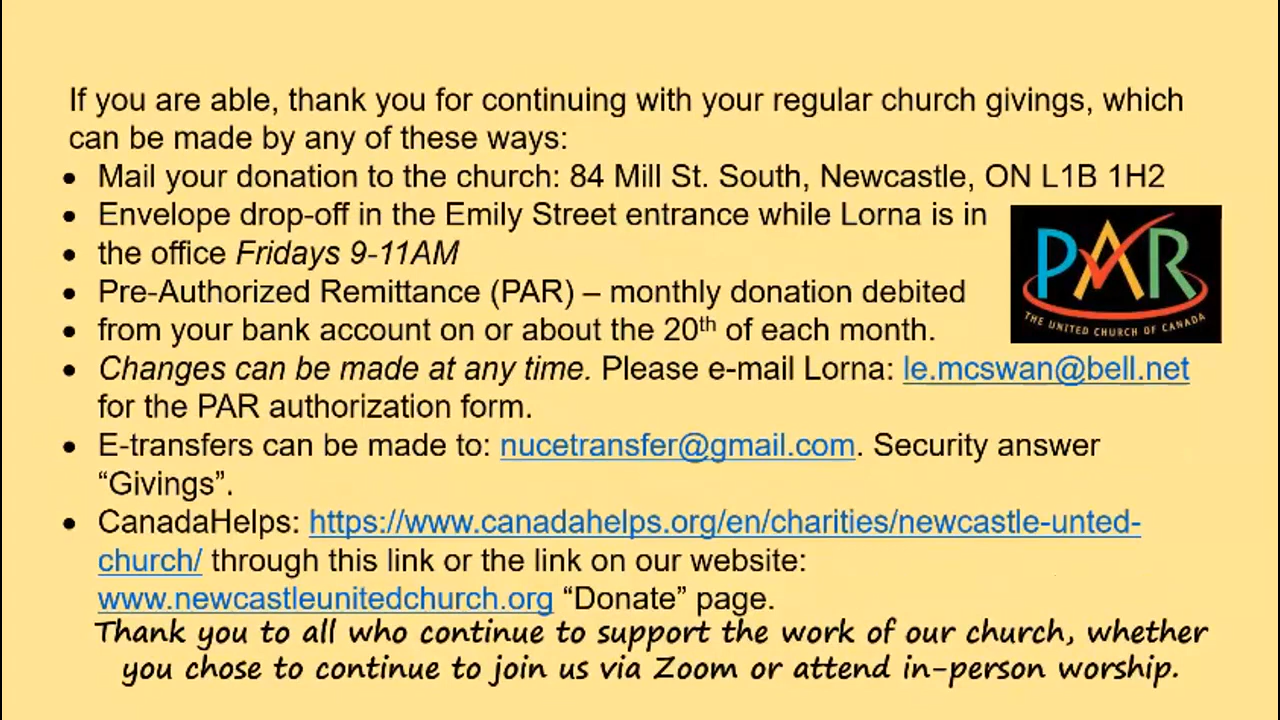 If you are able, thank you for continuing with your regular church givings, which
can be made by any of these ways:
• Mail your donation to the church: 84 Mill St. South, Newcastle, ON L1B 1H2
• Envelope drop-off in the Emily Street entrance while Lorna is in
• the office Fridays 9-11AM
• Pre-Authorized Remittance (PAR) – monthly donation debited
• from your bank account on or about the 20th of each month.
PAR
THE UNITED CHURCH OF CANADA
• Changes can be made at any time. Please e-mail Lorna: le.mcswan@bell.net
for the PAR authorization form.
• E-transfers can be made to: nucetransfer@gmail.com. Security answer
“Givings”.
• CanadaHelps: https://www.canadahelps.org/en/charities/newcastle-unted-
church/ through this link or the link on our website:
www.newcastleunitedchurch.org “Donate” page.
Thank you to all who continue to support the work of our church, whether
you chose to continue to join us via Zoom or attend in-person worship.